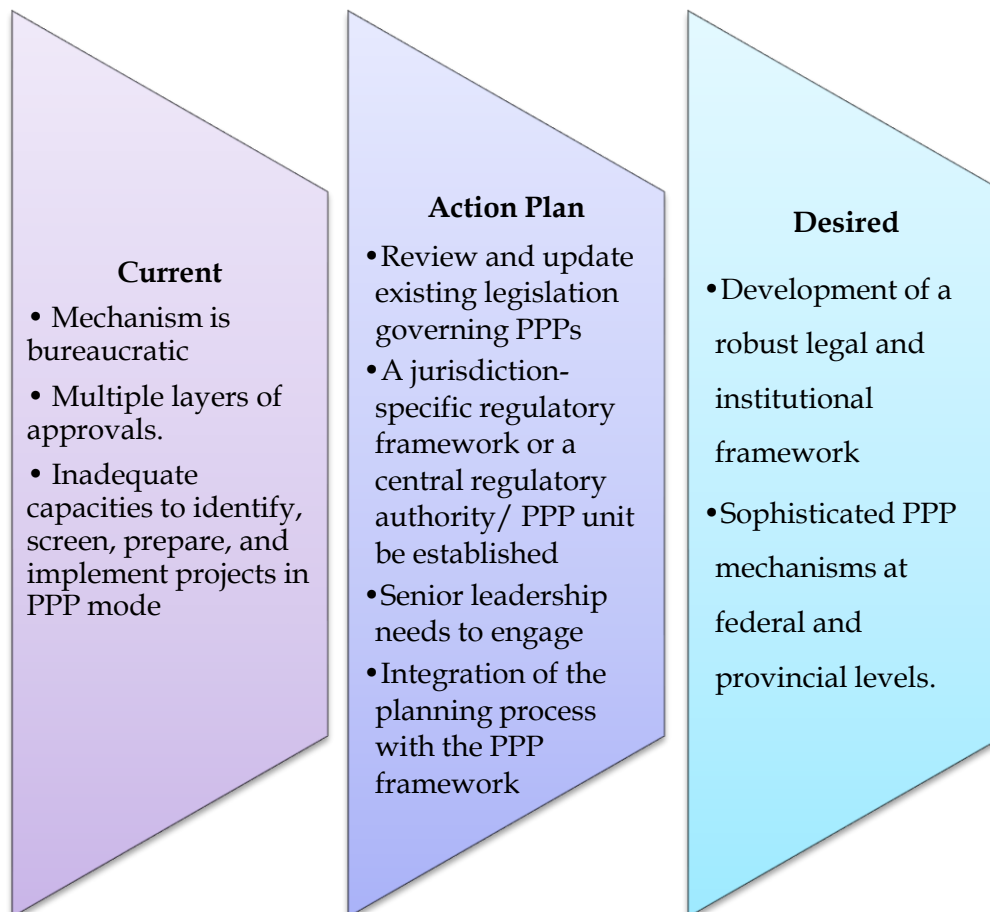 Current
• Mechanism is
bureaucratic
• Multiple layers of
approvals.
• Inadequate
capacities to identify,
screen, prepare, and
implement projects in
PPP mode
Action Plan
•Review and update
existing legislation
governing PPPs
•A jurisdiction-
specific regulatory
framework or a
central regulatory
authority/ PPP unit
be established
•Senior leadership
needs to engage
•Integration of the
planning process
with the PPP
framework
Desired
•Development of a
robust legal and
institutional
framework
•Sophisticated PPP
mechanisms at
federal and
provincial levels.